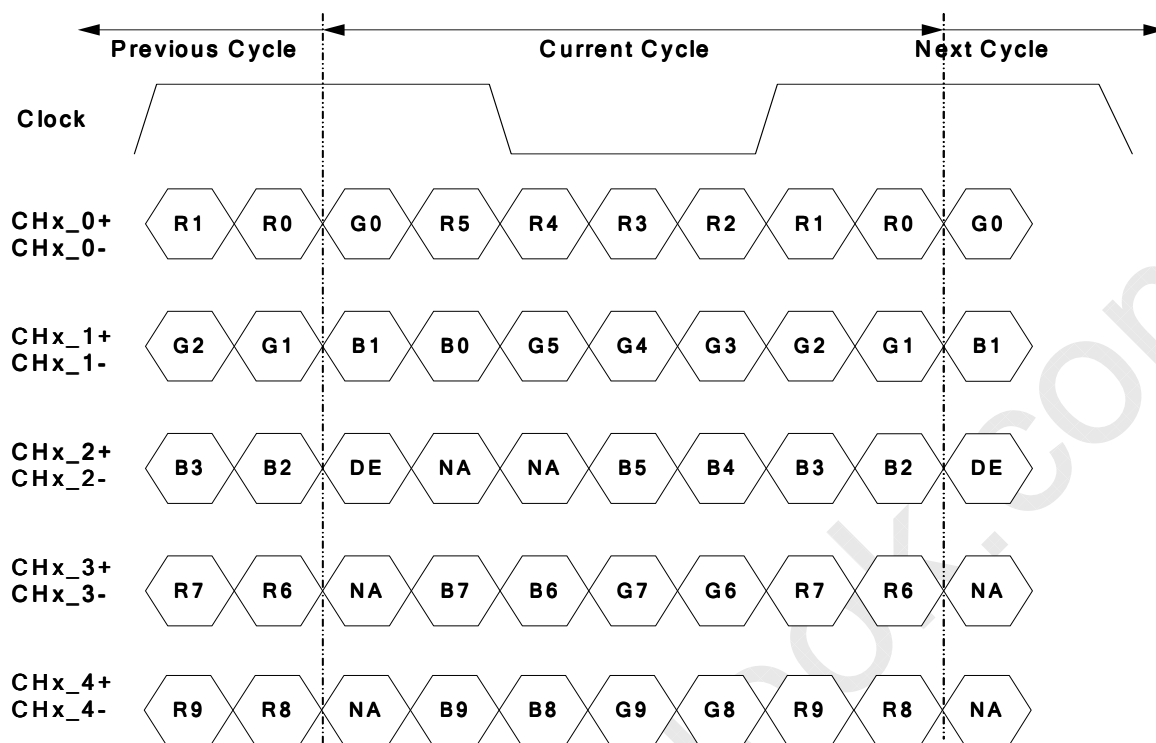 Previous Cycle Current Cycle Next Cycle
Clock
CHx_0+
CHx_0-
R1 R0 G0 R5 R4 R3 R2 R1 R0 G0
CHx_1+
CHx_1-
G2 G1 B1 B0 G5 G4 G3 G2 G1 B1
CHx_2+
CHx_2-
B3 B2 DE NA NA B5 B4 B3 B2 DE
CHx_3+
CHx_3-
R7 R6 NA B7 B6 G7 G6 R7 R6 NA
CHx_4+
CHx_4-
R9 R8 NA B9 B8 G9 G8 R9 R8 NA